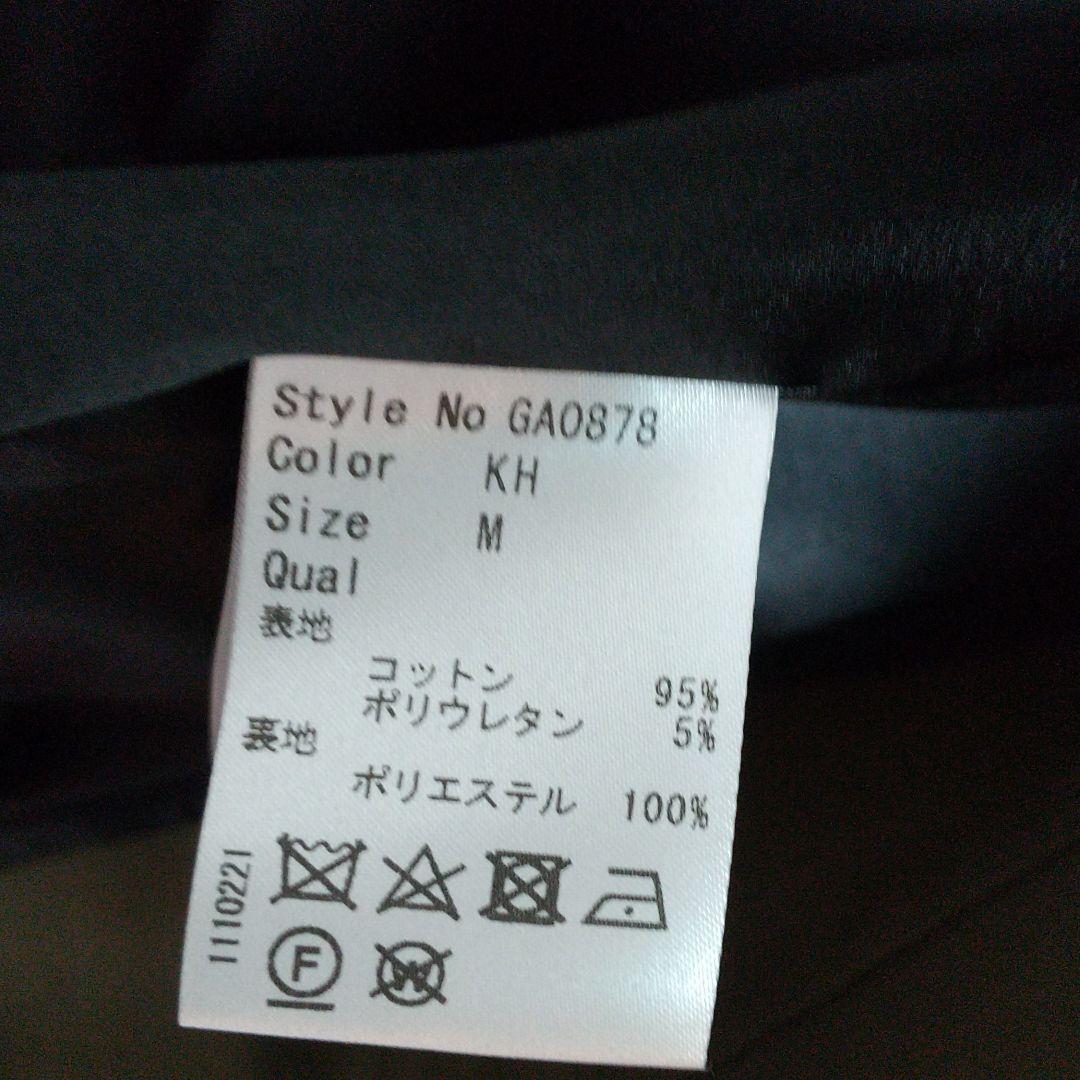 Style No GA0878
Color KH
Size M
Qual
表地
コットン 95%
ポリウレタン 5%
裏地
ポリエステル 100%
1110221
F
W